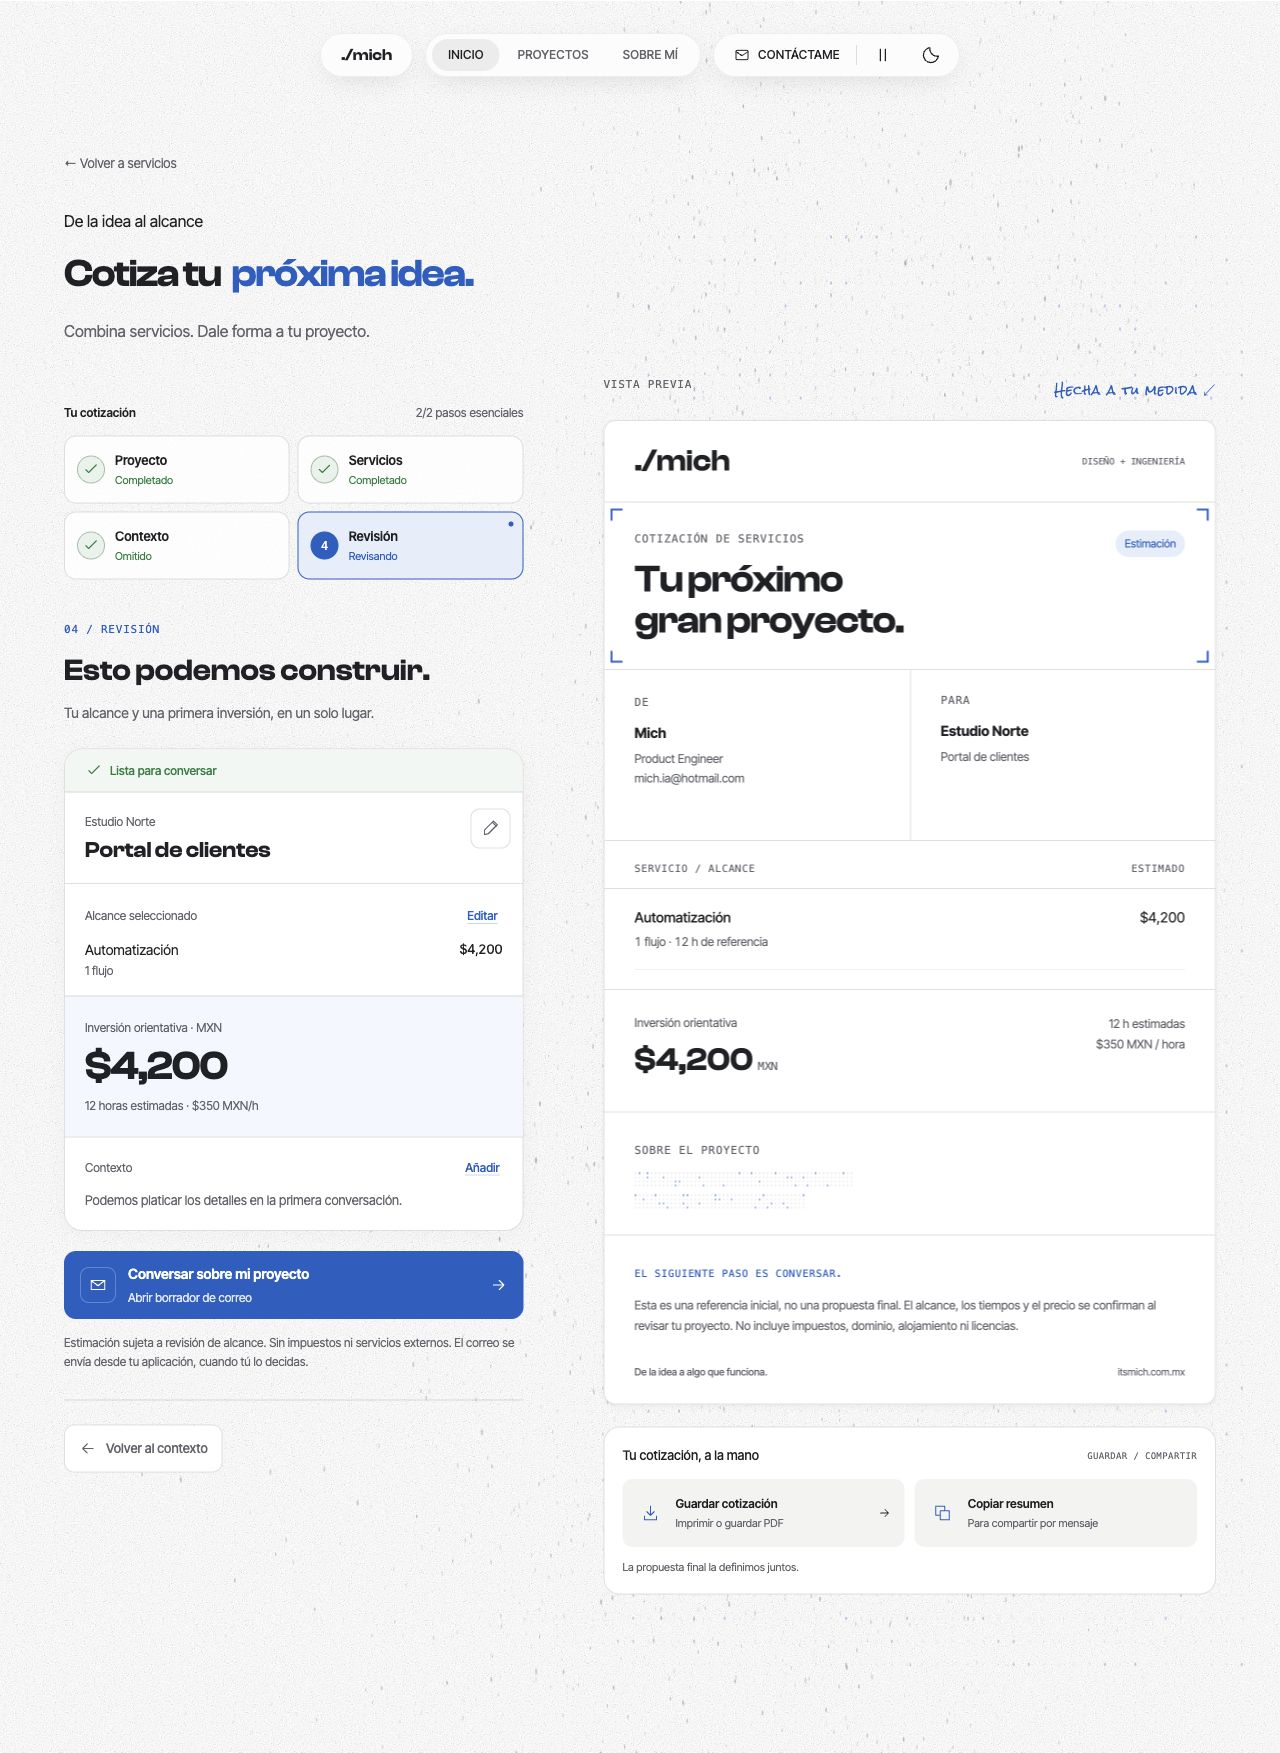 ./mich
INICIO
PROYECTOS
SOBRE MÍ
CONTÁCTAME
← Volver a servicios
De la idea al alcance
Cotiza tu próxima idea.
Combina servicios. Dale forma a tu proyecto.
Tu cotización
2/2 pasos esenciales
Proyecto
Completado
Servicios
Completado
Contexto
Omitido
4
Revisión
Revisando
04 / REVISIÓN
Esto podemos construir.
Tu alcance y una primera inversión, en un solo lugar.
Lista para conversar
Estudio Norte
Portal de clientes
Alcance seleccionado
Editar
Automatización
$4,200
1 flujo
Inversión orientativa · MXN
$4,200
12 horas estimadas · $350 MXN/h
Contexto
Añadir
Podemos platicar los detalles en la primera conversación.
Conversar sobre mi proyecto
Abrir borrador de correo
→
Estimación sujeta a revisión de alcance. Sin impuestos ni servicios externos. El correo se
envía desde tu aplicación, cuando tú lo decidas.
← Volver al contexto
VISTA PREVIA
HECHA A TU MEDIDA ↙
./mich
DISEÑO + INGENIERÍA
COTIZACIÓN DE SERVICIOS
Estimación
Tu próximo
gran proyecto.
DE
Mich
Product Engineer
mich.ia@hotmail.com
PARA
Estudio Norte
Portal de clientes
SERVICIO / ALCANCE
ESTIMADO
Automatización
$4,200
1 flujo · 12 h de referencia
Inversión orientativa
12 h estimadas
$4,200 MXN
$350 MXN / hora
SOBRE EL PROYECTO
EL SIGUIENTE PASO ES CONVERSAR.
Esta es una referencia inicial, no una propuesta final. El alcance, los tiempos y el precio se confirman al
revisar tu proyecto. No incluye impuestos, dominio, alojamiento ni licencias.
De la idea a algo que funciona.
itsmich.com.mx
Tu cotización, a la mano
GUARDAR / COMPARTIR
Guardar cotización
Imprimir o guardar PDF
→
Copiar resumen
Para compartir por mensaje
La propuesta final la definimos juntos.